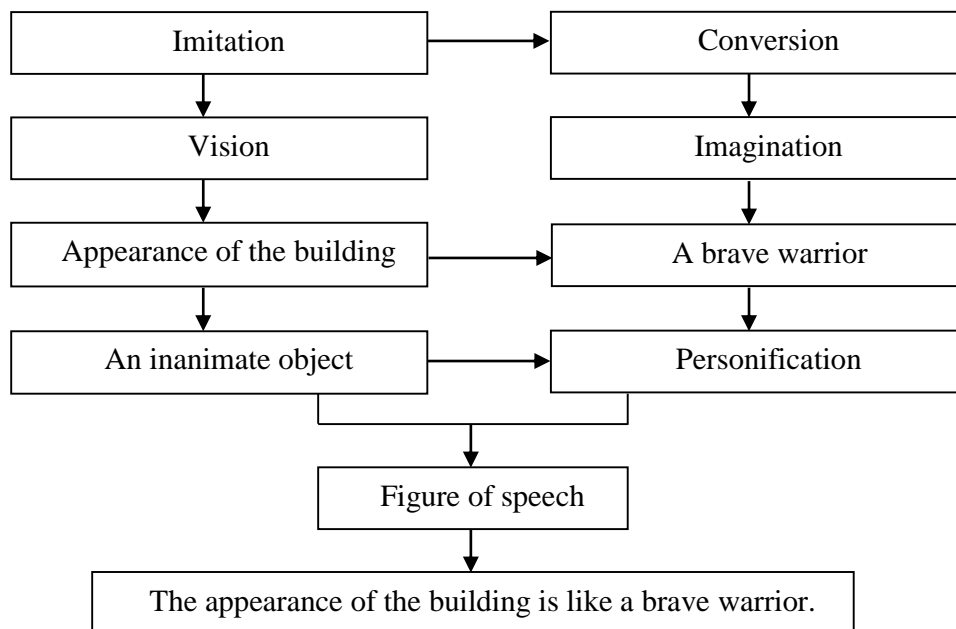 Imitation
Conversion
Vision
Imagination
Appearance of the building
A brave warrior
An inanimate object
Personification
Figure of speech
The appearance of the building is like a brave warrior.